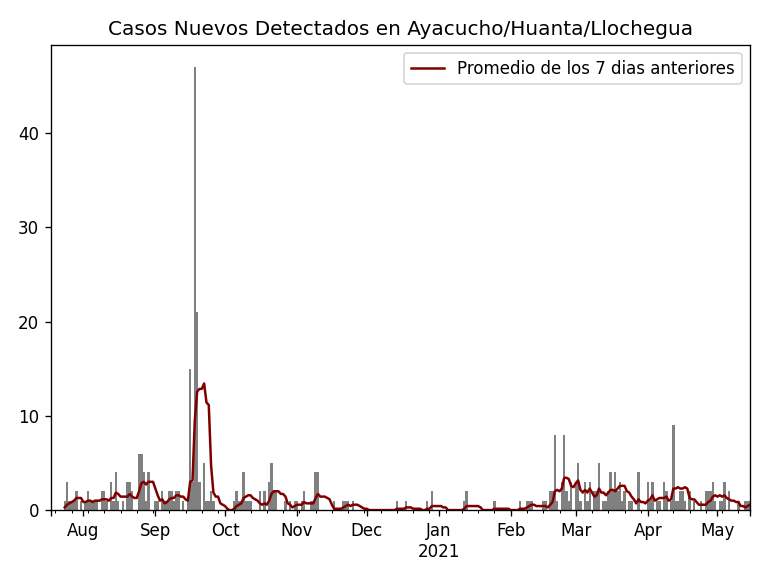 Casos Nuevos Detectados en Ayacucho/Huanta/Llochegua
Promedio de los 7 dias anteriores
40
30
20
10
0
Aug Sep Oct Nov Dec Jan Feb Mar Apr May
2021